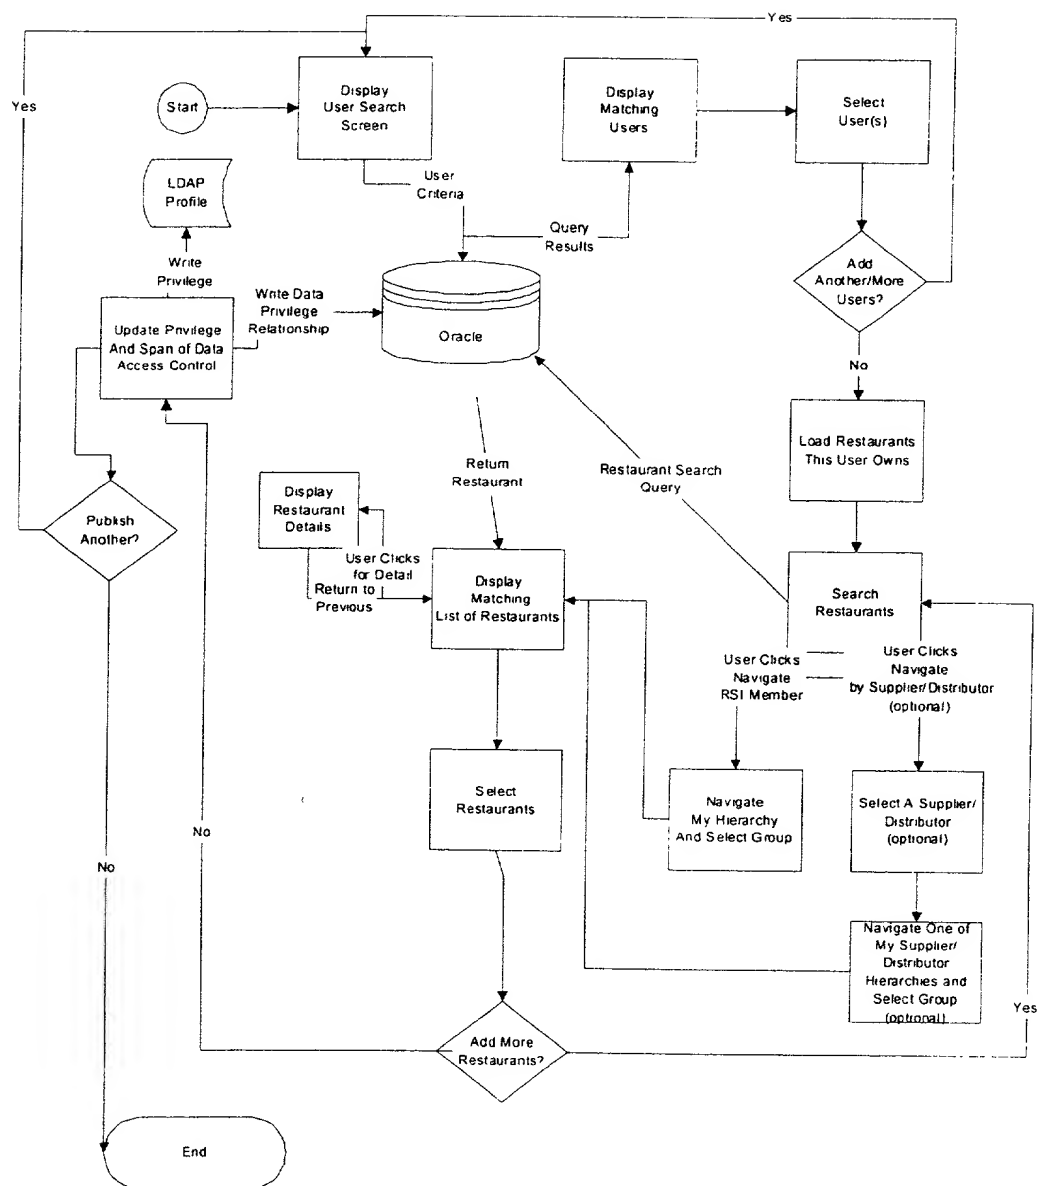 Yes
Yes
Start
Display
User Search
Screen
Display
Matching
Users
Select
User(s)
LDAP
Profile
User
Criteria
Query
Results
Write
Privilege
Write Data
Privilege
Relationship
Add
Another/More
Users?
Update Privilege
And Span of Data
Access Control
Oracle
No
Load Restaurants
This User Owns
Return
Restaurant
Restaurant Search
Query
Publish
Another?
Display
Restaurant
Details
User Clicks
for Detail
Return to
Previous
Display
Matching
List of Restaurants
Search
Restaurants
User Clicks
Navigate
RSI Member
User Clicks
Navigate
by Supplier/Distributor
(optional)
Select
Restaurants
Navigate
My Hierarchy
And Select Group
Select A Supplier/
Distributor
(optional)
No
No
Navigate One of
My Supplier/
Distributor
Hierarchies and
Select Group
(optional)
Yes
Add More
Restaurants?
End